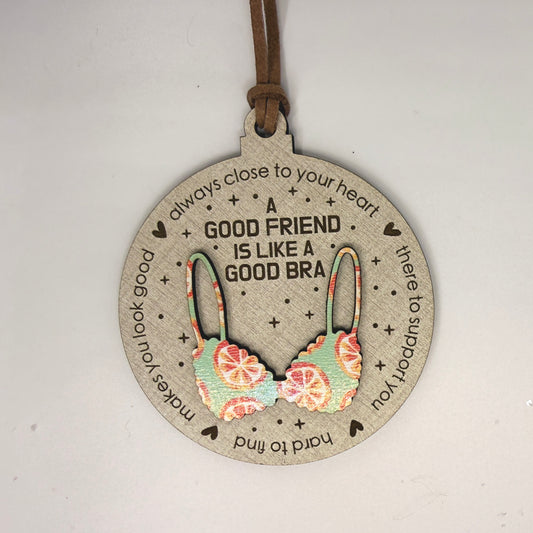 always close to your heart
A
GOOD FRIEND
IS LIKE A
GOOD BRA
there to support you
hard to find
makes you look good